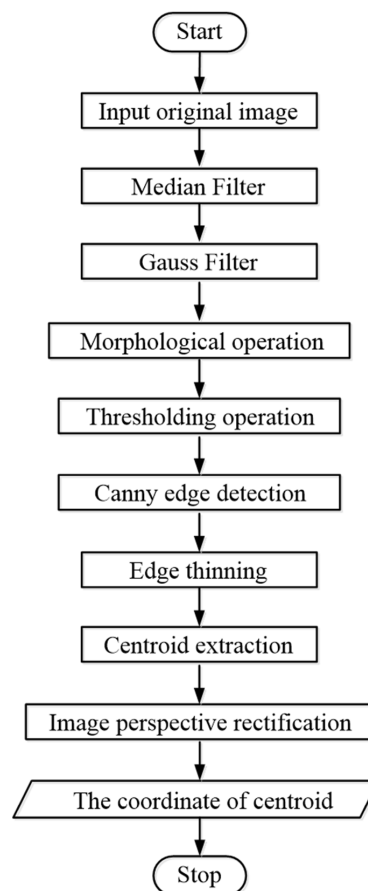 Start
Input original image
Median Filter
Gauss Filter
Morphological operation
Thresholding operation
Canny edge detection
Edge thinning
Centroid extraction
Image perspective rectification
The coordinate of centroid
Stop